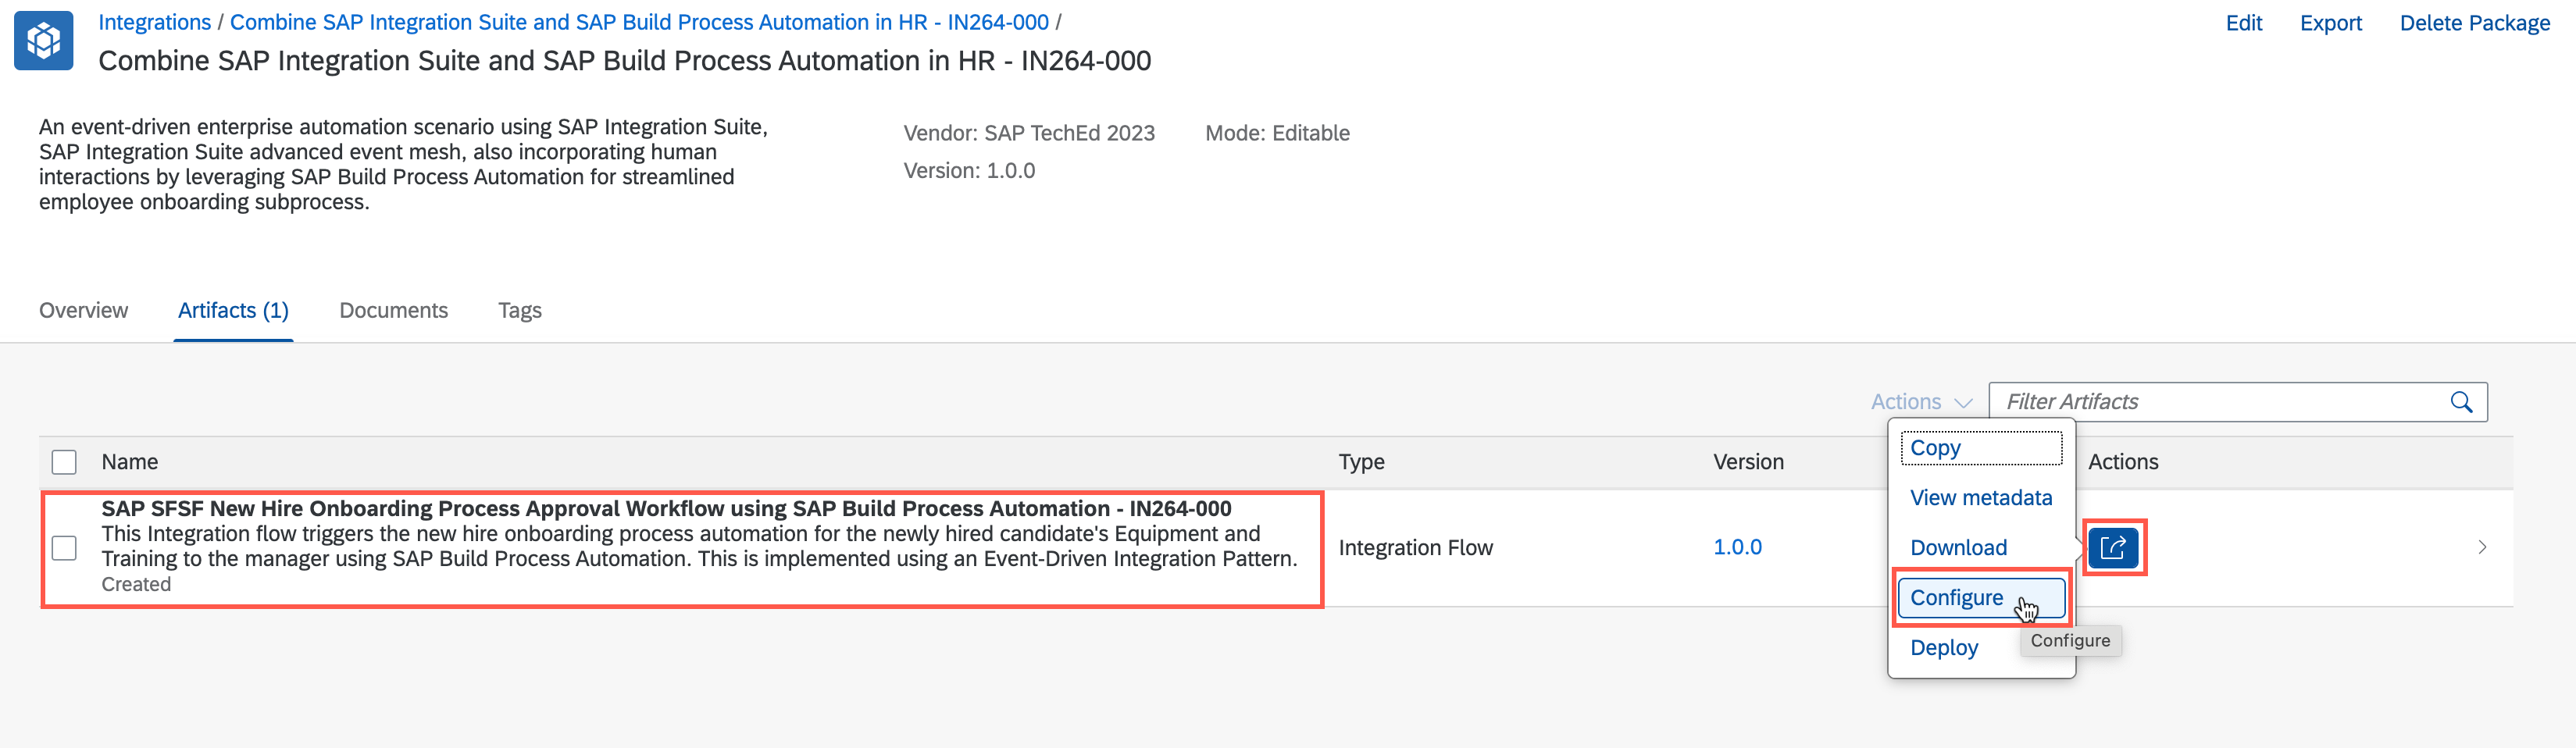 Integrations / Combine SAP Integration Suite and SAP Build Process Automation in HR - IN264-000 /
Edit Export Delete Package
Combine SAP Integration Suite and SAP Build Process Automation in HR - IN264-000
An event-driven enterprise automation scenario using SAP Integration Suite,
SAP Integration Suite advanced event mesh, also incorporating human
interactions by leveraging SAP Build Process Automation for streamlined
employee onboarding subprocess.
Vendor: SAP TechEd 2023 Mode: Editable
Version: 1.0.0
Overview Artifacts (1) Documents Tags
Actions Filter Artifacts
Name Type Version Actions
SAP SFSF New Hire Onboarding Process Approval Workflow using SAP Build Process Automation - IN264-000
This Integration flow triggers the new hire onboarding process automation for the newly hired candidate's Equipment and
Training to the manager using SAP Build Process Automation. This is implemented using an Event-Driven Integration Pattern.
Created
Integration Flow 1.0.0
Copy
View metadata
Download
Configure
Deploy
Configure